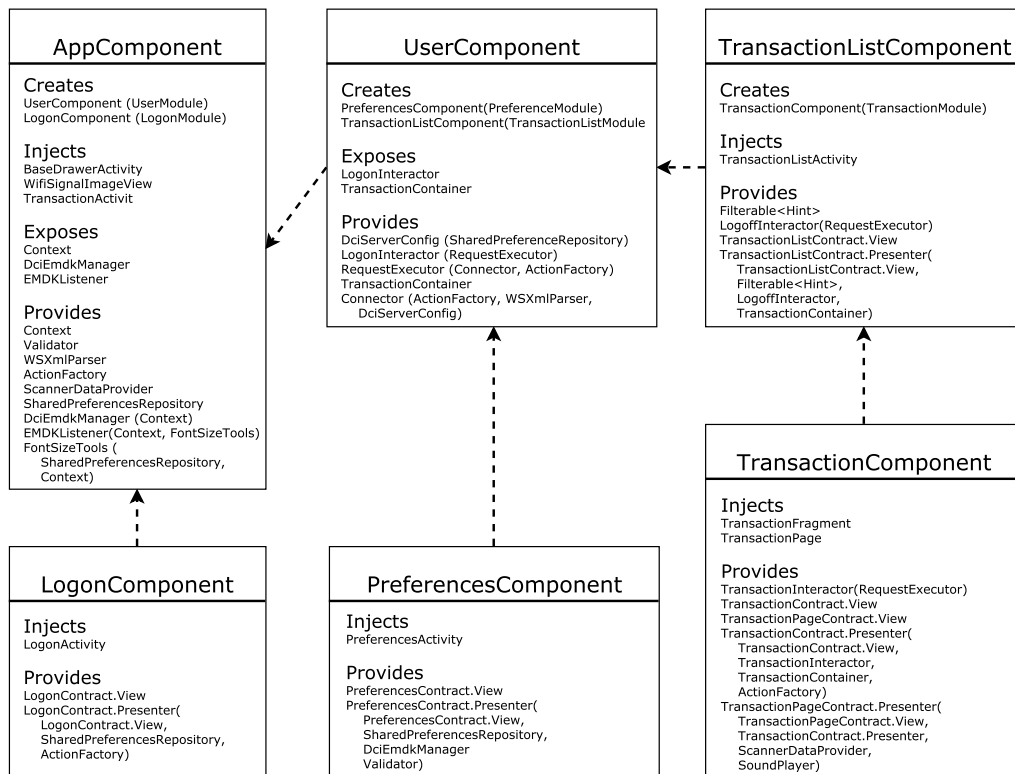 AppComponent
Creates
UserComponent (UserModule)
LogonComponent (LogonModule)
Injects
BaseDrawerActivity
WifiSignalImageView
TransactionActivit
Exposes
Context
DciEmdkManager
EMDKListener
Provides
Context
Validator
WSXmlParser
ActionFactory
ScannerDataProvider
SharedPreferencesRepository
DciEmdkManager (Context)
EMDKListener(Context, FontSizeTools)
FontSizeTools (
SharedPreferencesRepository,
Context)
UserComponent
Creates
PreferencesComponent(PreferenceModule)
TransactionListComponent(TransactionListModule
Exposes
LogonInteractor
TransactionContainer
Provides
DciServerConfig (SharedPreferenceRepository)
LogonInteractor (RequestExecutor)
RequestExecutor (Connector, ActionFactory)
TransactionContainer
Connector (ActionFactory, WSXmlParser,
DciServerConfig)
TransactionListComponent
Creates
TransactionComponent(TransactionModule)
Injects
TransactionListActivity
Provides
Filterable<Hint>
LogoffInteractor(RequestExecutor)
TransactionListContract.View
TransactionListContract.Presenter(
TransactionListContract.View,
Filterable<Hint>,
LogoffInteractor,
TransactionContainer)
LogonComponent
Injects
LogonActivity
Provides
LogonContract.View
LogonContract.Presenter(
LogonContract.View,
SharedPreferencesRepository,
ActionFactory)
PreferencesComponent
Injects
PreferencesActivity
Provides
PreferencesContract.View
PreferencesContract.Presenter(
PreferencesContract.View,
SharedPreferencesRepository,
DciEmdkManager
Validator)
TransactionComponent
Injects
TransactionFragment
TransactionPage
Provides
TransactionInteractor(RequestExecutor)
TransactionContract.View
TransactionPageContract.View
TransactionContract.Presenter(
TransactionContract.View,
TransactionInteractor,
TransactionContainer,
ActionFactory)
TransactionPageContract.Presenter(
TransactionPageContract.View,
TransactionContract.Presenter,
ScannerDataProvider,
SoundPlayer)